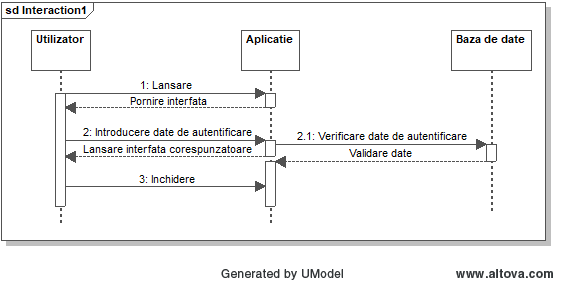 sd Interaction1
Utilizator
Aplicatie
Baza de date
1: Lansare
Pornire interfata
2: Introducere date de autentificare
2.1: Verificare date de autentificare
Lansare interfata corespunzatoare
Validare date
3: Inchidere
Generated by UModel
www.altova.com